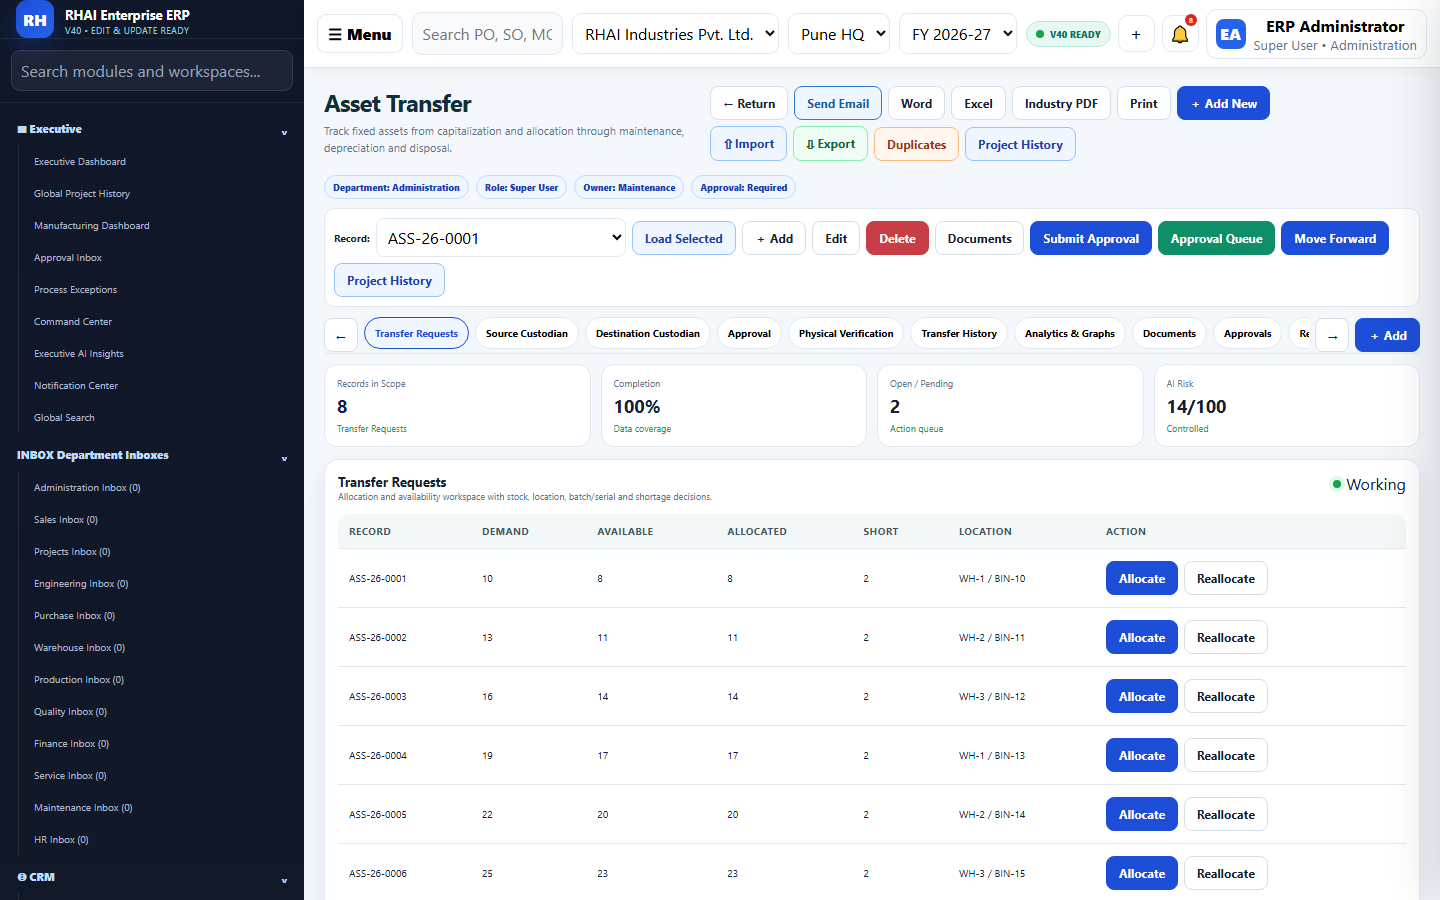 RH
RHAI Enterprise ERP
V40 • EDIT & UPDATE READY
Search modules and workspaces...
Executive
Executive Dashboard
Global Project History
Manufacturing Dashboard
Approval Inbox
Process Exceptions
Command Center
Executive AI Insights
Notification Center
Global Search
INBOX Department Inboxes
Administration Inbox (0)
Sales Inbox (0)
Projects Inbox (0)
Engineering Inbox (0)
Purchase Inbox (0)
Warehouse Inbox (0)
Production Inbox (0)
Quality Inbox (0)
Finance Inbox (0)
Service Inbox (0)
Maintenance Inbox (0)
HR Inbox (0)
CRM
☰ Menu
Search PO, SO, MO
RHAI Industries Pvt. Ltd.
Pune HQ
FY 2026-27
V40 READY
+
8
EA
ERP Administrator
Super User • Administration
Asset Transfer
Track fixed assets from capitalization and allocation through maintenance,
depreciation and disposal.
← Return
Send Email
Word
Excel
Industry PDF
Print
+ Add New
⇧ Import
⇩ Export
Duplicates
Project History
Department: Administration
Role: Super User
Owner: Maintenance
Approval: Required
Record:
ASS-26-0001
Load Selected
+ Add
Edit
Delete
Documents
Submit Approval
Approval Queue
Move Forward
Project History
←
Transfer Requests
Source Custodian
Destination Custodian
Approval
Physical Verification
Transfer History
Analytics & Graphs
Documents
Approvals
Re
→
+ Add
Records in Scope
8
Transfer Requests
Completion
100%
Data coverage
Open / Pending
2
Action queue
AI Risk
14/100
Controlled
Transfer Requests
Allocation and availability workspace with stock, location, batch/serial and shortage decisions.
Working
RECORD DEMAND AVAILABLE ALLOCATED SHORT LOCATION ACTION
ASS-26-0001 10 8 8 2 WH-1 / BIN-10 Allocate Reallocate
ASS-26-0002 13 11 11 2 WH-2 / BIN-11 Allocate Reallocate
ASS-26-0003 16 14 14 2 WH-3 / BIN-12 Allocate Reallocate
ASS-26-0004 19 17 17 2 WH-1 / BIN-13 Allocate Reallocate
ASS-26-0005 22 20 20 2 WH-2 / BIN-14 Allocate Reallocate
ASS-26-0006 25 23 23 2 WH-3 / BIN-15 Allocate Reallocate